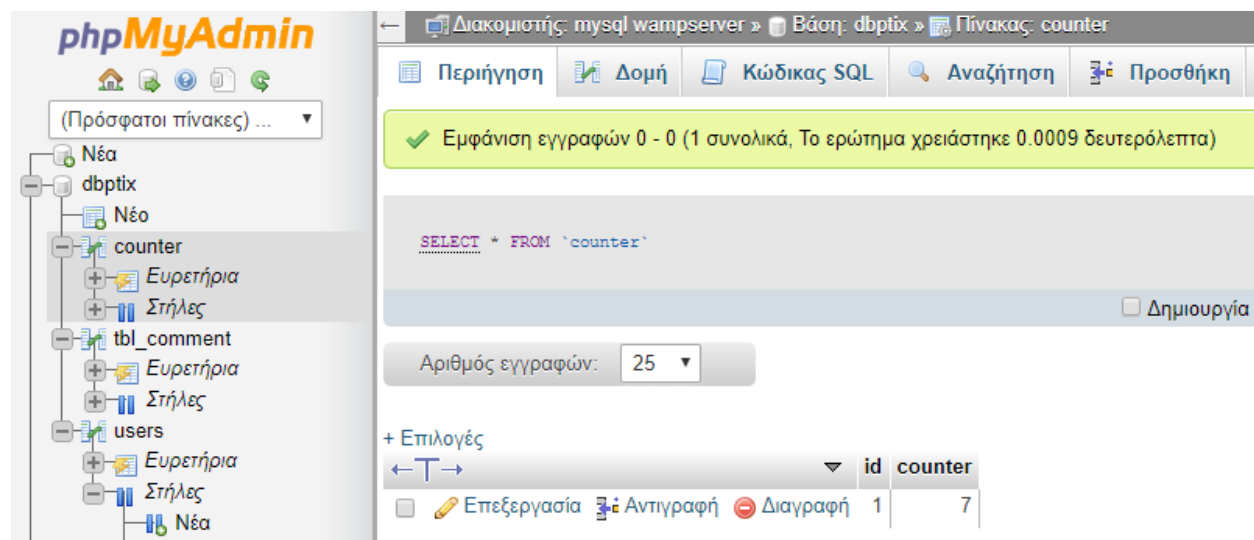 phpMyAdmin
(Πρόσφατοι πίνακες) ...
Νέα
dbptix
Νέο
counter
Ευρετήρια
Στήλες
tbl_comment
Ευρετήρια
Στήλες
users
Ευρετήρια
Στήλες
Νέα
← Διακομιστής: mysql wampserver » Βάση: dbptix » Πίνακας: counter
Περιήγηση Δομή Κώδικας SQL Αναζήτηση Προσθήκη
Εμφάνιση εγγραφών 0 - 0 (1 συνολικά, Το ερώτημα χρειάστηκε 0.0009 δευτερόλεπτα)
SELECT * FROM `counter`
Δημιουργία
Αριθμός εγγραφών: 25
+ Επιλογές
←T→ id counter
Επεξεργασία Αντιγραφή Διαγραφή 1 7